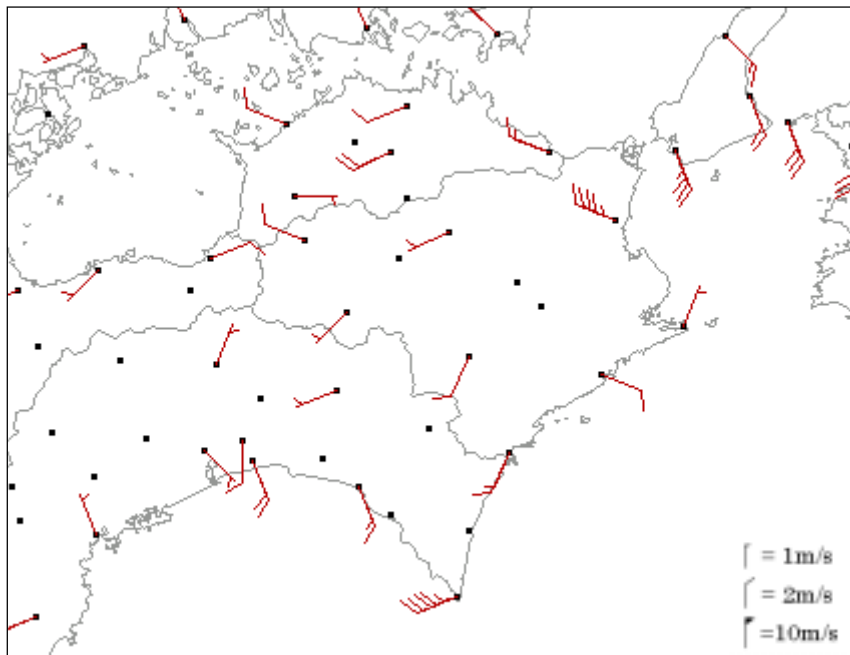 = 1m/s
= 2m/s
=10m/s